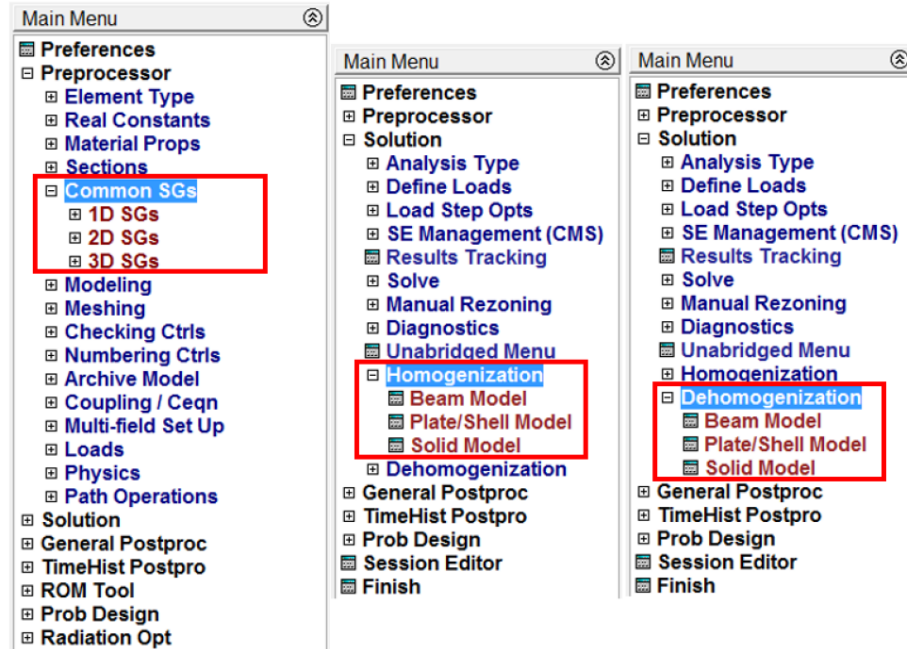 Main Menu
Preferences
Preprocessor
Element Type
Real Constants
Material Props
Sections
Common SGs
1D SGs
2D SGs
3D SGs
Modeling
Meshing
Checking Ctrls
Numbering Ctrls
Archive Model
Coupling / Ceqn
Multi-field Set Up
Loads
Physics
Path Operations
Solution
General Postproc
TimeHist Postpro
ROM Tool
Prob Design
Radiation Opt
Main Menu
Preferences
Preprocessor
Solution
Analysis Type
Define Loads
Load Step Opts
SE Management (CMS)
Results Tracking
Solve
Manual Rezoning
Diagnostics
Unabridged Menu
Homogenization
Beam Model
Plate/Shell Model
Solid Model
Dehomogenization
General Postproc
TimeHist Postpro
Prob Design
Session Editor
Finish
Main Menu
Preferences
Preprocessor
Solution
Analysis Type
Define Loads
Load Step Opts
SE Management (CMS)
Results Tracking
Solve
Manual Rezoning
Diagnostics
Unabridged Menu
Homogenization
Dehomogenization
Beam Model
Plate/Shell Model
Solid Model
General Postproc
TimeHist Postpro
Prob Design
Session Editor
Finish